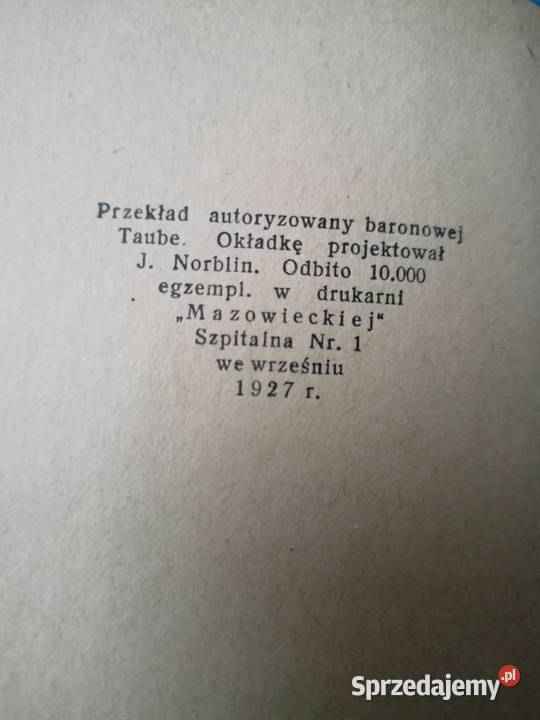 Przekład autoryzowany baronowej
Taube. Okładkę projektował
J. Norblin. Odbito 10.000
egzempl. w drukarni
„Mazowieckiej“
Szpitalna Nr. 1
we wrześniu
1927 r.
Sprzedajemy.pl